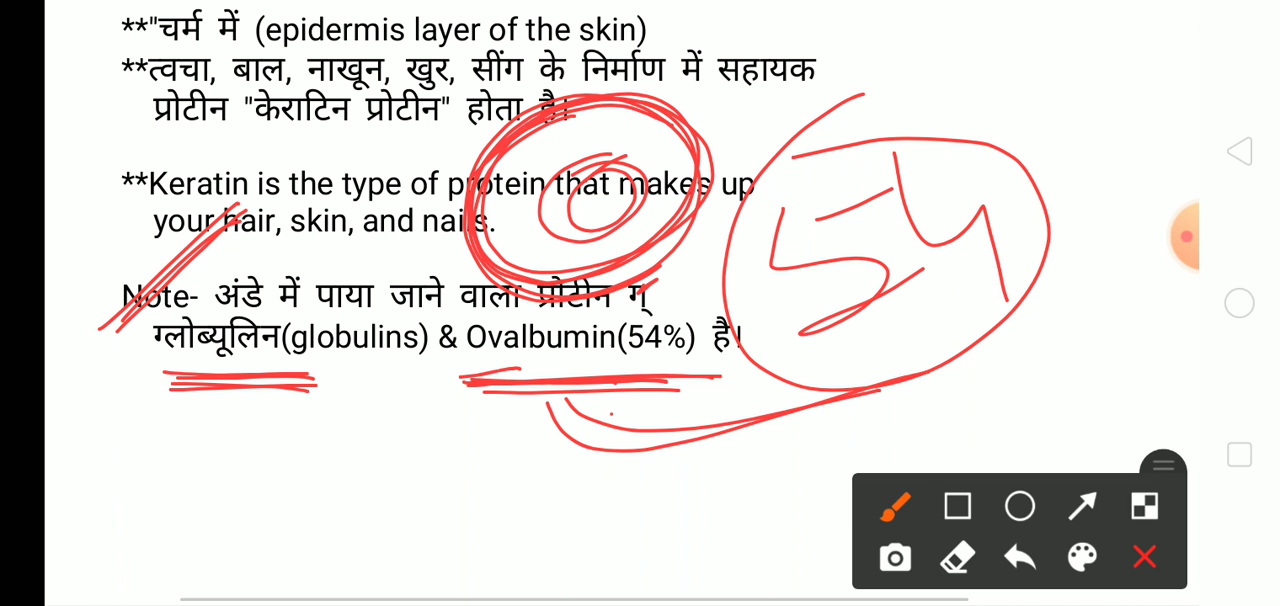 **"चर्म में (epidermis layer of the skin)
**त्वचा, बाल, नाखून, खुर, सींग के निर्माण में सहायक
प्रोटीन "केराटिन प्रोटीन" होता है।
**Keratin is the type of protein that makes up
your hair, skin, and nails.
54
Note- अंडे में पाया जाने वाला प्रोटीन ग्
ग्लोब्यूलिन(globulins) & Ovalbumin(54%) है।